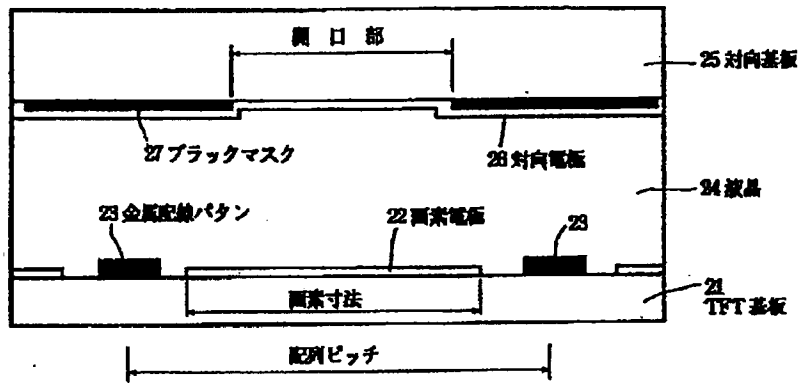 開口部
25 対向基板
27 ブラックマスク
26 対向電極
24 液晶
23 金属配線パタン
22 画素電極
23
画素寸法
21
TFT 基板
配列ピッチ